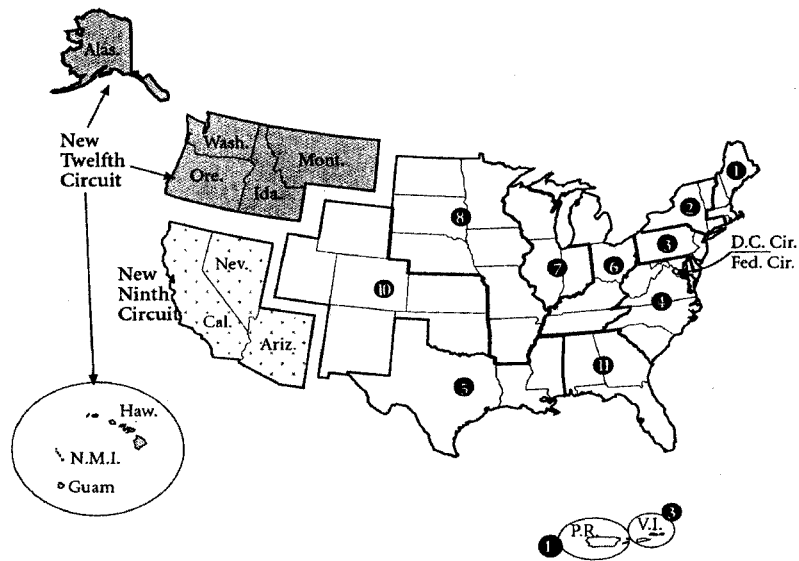 Alas.
New
Twelfth
Circuit
Wash.
Mont.
Ore.
Ida.
1
2
8
3
D.C. Cir.
Fed. Cir.
7
6
New
Ninth
Circuit
Nev.
10
4
Cal.
Ariz.
11
5
Haw.
N.M.I.
Guam
P.R.
V.I.
3
1